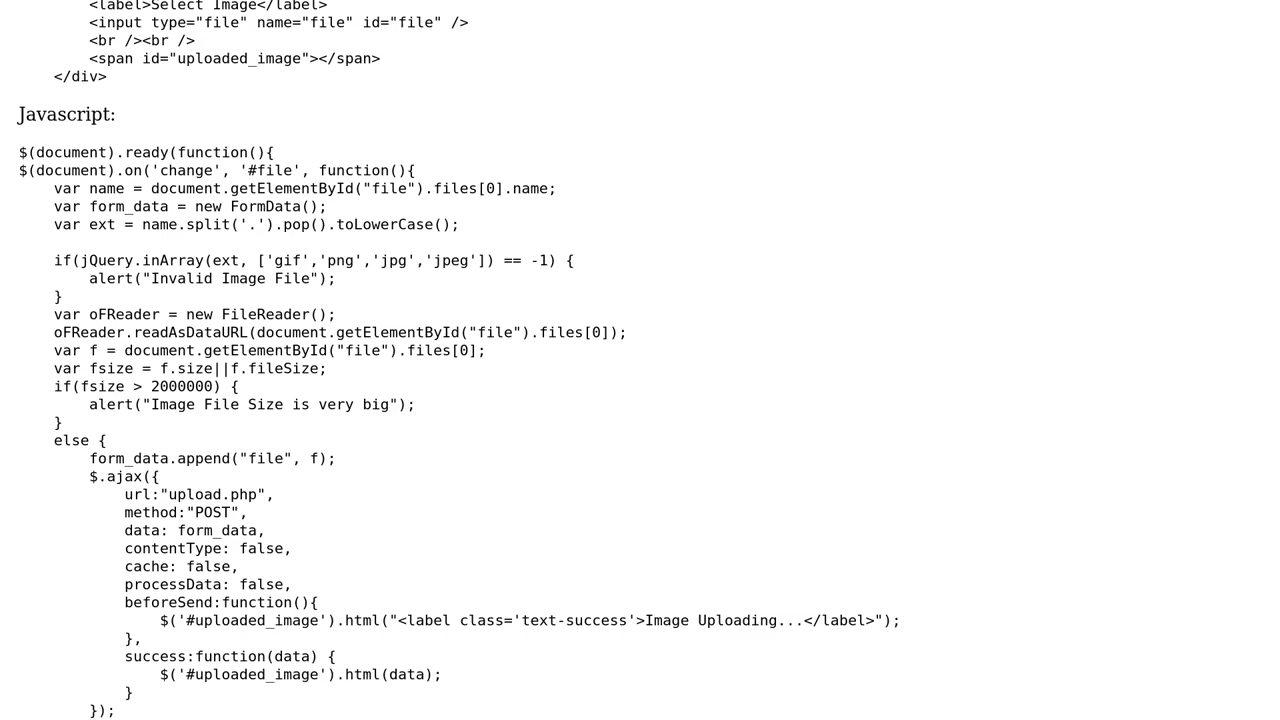 <label>Select Image</label>
        <input type="file" name="file" id="file" />
        <br /><br />
        <span id="uploaded_image"></span>
    </div>
Javascript:
$(document).ready(function(){
$(document).on('change', '#file', function(){
    var name = document.getElementById("file").files[0].name;
    var form_data = new FormData();
    var ext = name.split('.').pop().toLowerCase();
    if(jQuery.inArray(ext, ['gif','png','jpg','jpeg']) == -1) {
        alert("Invalid Image File");
    }
    var oFReader = new FileReader();
    oFReader.readAsDataURL(document.getElementById("file").files[0]);
    var f = document.getElementById("file").files[0];
    var fsize = f.size||f.fileSize;
    if(fsize > 2000000) {
        alert("Image File Size is very big");
    }
    else {
        form_data.append("file", f);
        $.ajax({
            url:"upload.php",
            method:"POST",
            data: form_data,
            contentType: false,
            cache: false,
            processData: false,
            beforeSend:function(){
                $('#uploaded_image').html("<label class='text-success'>Image Uploading...</label>");
            },
            success:function(data) {
                $('#uploaded_image').html(data);
            }
        });